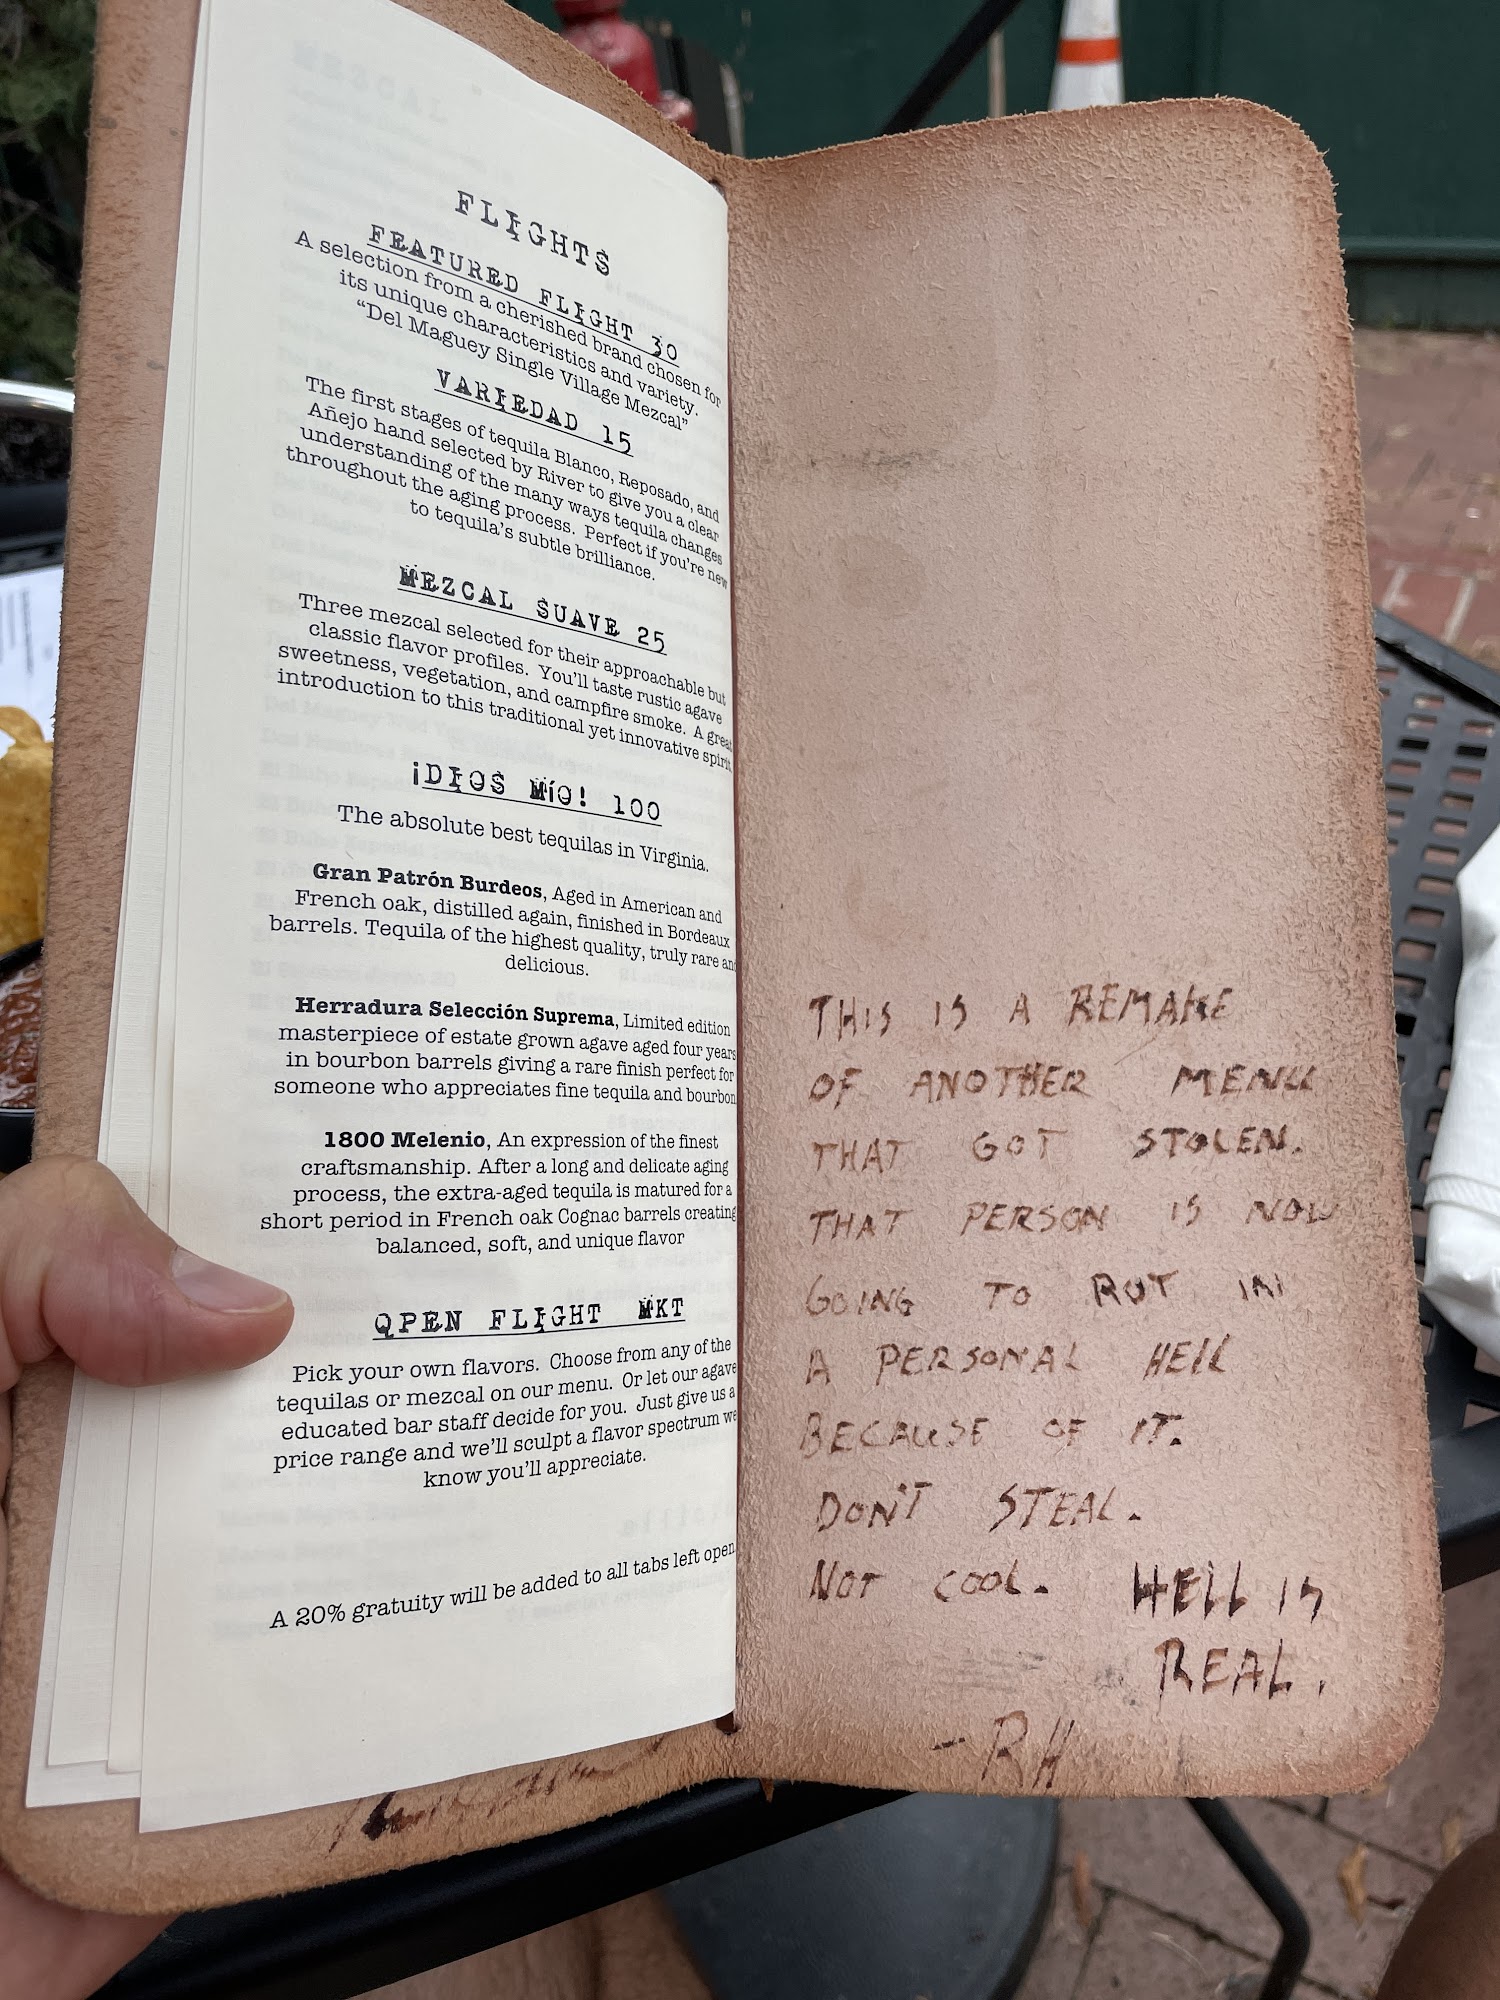 FLIGHTS
FEATURED FLIGHT 30
A selection from a cherished brand chosen for
its unique characteristics and variety.
“Del Maguey Single Village Mezcal”
VARIEDAD 15
The first stages of tequila Blanco, Reposado, and
Añejo hand selected by River to give you a clear
understanding of the many ways tequila changes
throughout the aging process. Perfect if you're new
to tequila's subtle brilliance.
MEZCAL SUAVE 25
Three mezcal selected for their approachable but
classic flavor profiles. You'll taste rustic agave
sweetness, vegetation, and campfire smoke. A great
introduction to this traditional yet innovative spirit
¡DIOS MÍO! 100
The absolute best tequilas in Virginia.
Gran Patrón Burdeos, Aged in American and
French oak, distilled again, finished in Bordeaux
barrels. Tequila of the highest quality, truly rare and
delicious.
Herradura Selección Suprema, Limited edition
masterpiece of estate grown agave aged four years
in bourbon barrels giving a rare finish perfect for
someone who appreciates fine tequila and bourbon
1800 Melenio, An expression of the finest
craftsmanship. After a long and delicate aging
process, the extra-aged tequila is matured for a
short period in French oak Cognac barrels creating
balanced, soft, and unique flavor
OPEN FLIGHT MKT
Pick your own flavors. Choose from any of the
tequilas or mezcal on our menu. Or let our agave
educated bar staff decide for you. Just give us a
price range and we'll sculpt a flavor spectrum we
know you'll appreciate.
A 20% gratuity will be added to all tabs left open
THIS IS A REMAKE
OF ANOTHER MENU
THAT GOT STOLEN.
THAT PERSON IS NOW
GOING TO ROT IN
A PERSONAL HELL
BECAUSE OF IT.
DON'T STEAL.
NOT COOL. HELL IS
REAL.
- RH